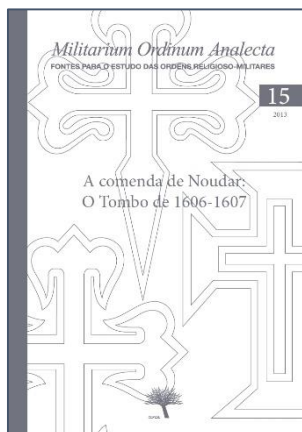 Militarium Ordinum Analecta
FONTES PARA O ESTUDO DAS ORDENS RELIGIOSO-MILITARES
15
2013
A comenda de Noudar:
O Tombo de 1606-1607